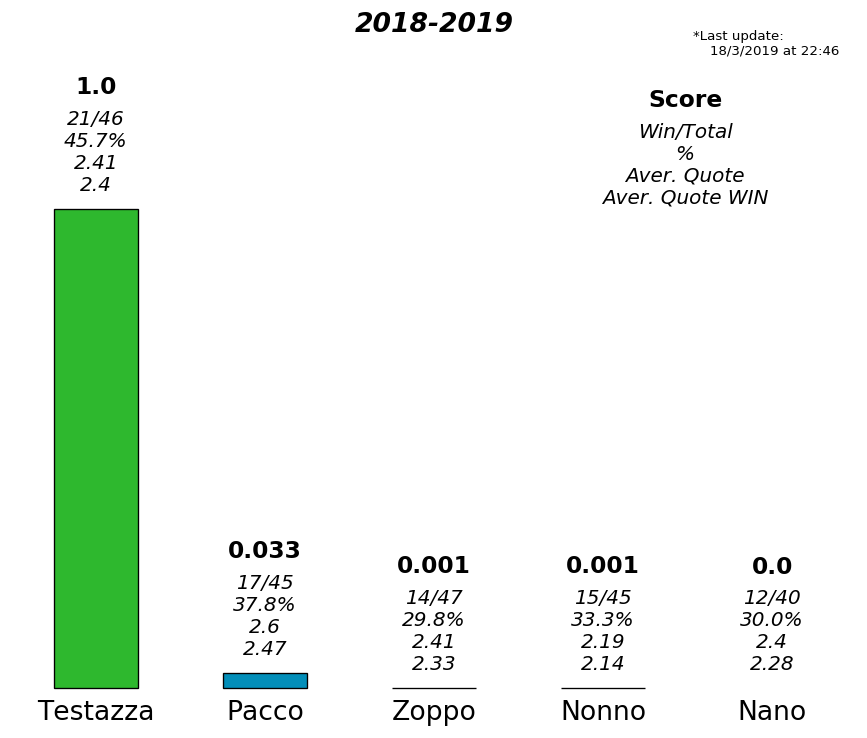 2018-2019
*Last update:
18/3/2019 at 22:46
Score
Win/Total
%
Aver. Quote
Aver. Quote WIN
1.0
21/46
45.7%
2.41
2.4
0.033
17/45
37.8%
2.6
2.47
0.001
14/47
29.8%
2.41
2.33
0.001
15/45
33.3%
2.19
2.14
0.0
12/40
30.0%
2.4
2.28
Testazza
Pacco
Zoppo
Nonno
Nano